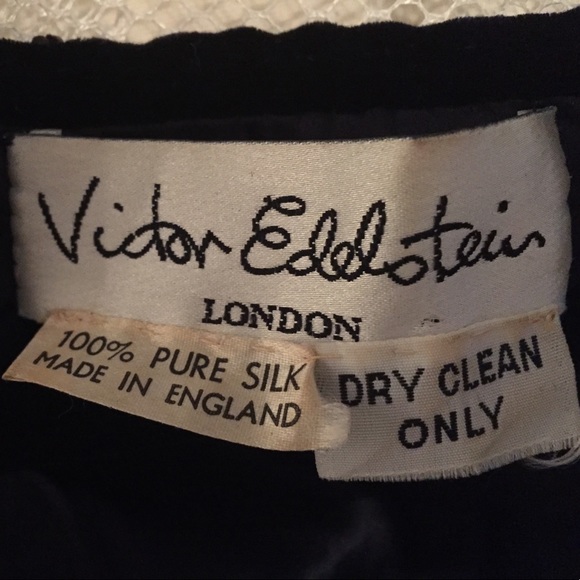 Victor Edelstein
LONDON
100% PURE SILK
MADE IN ENGLAND
DRY CLEAN
ONLY